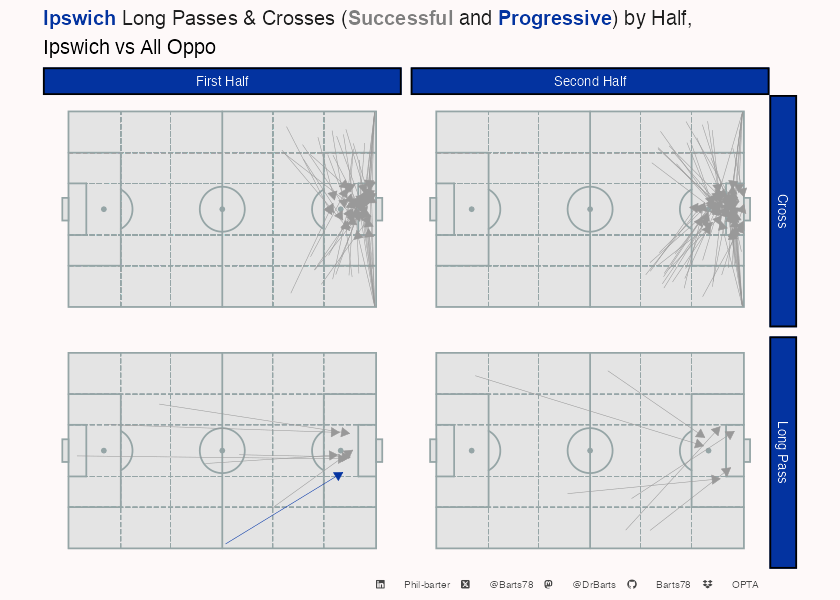 Ipswich Long Passes & Crosses (Successful and Progressive) by Half,
Ipswich vs All Oppo
First Half
Second Half
Cross
Long Pass
Phil-barter @Barts78 @DrBarts Barts78 OPTA